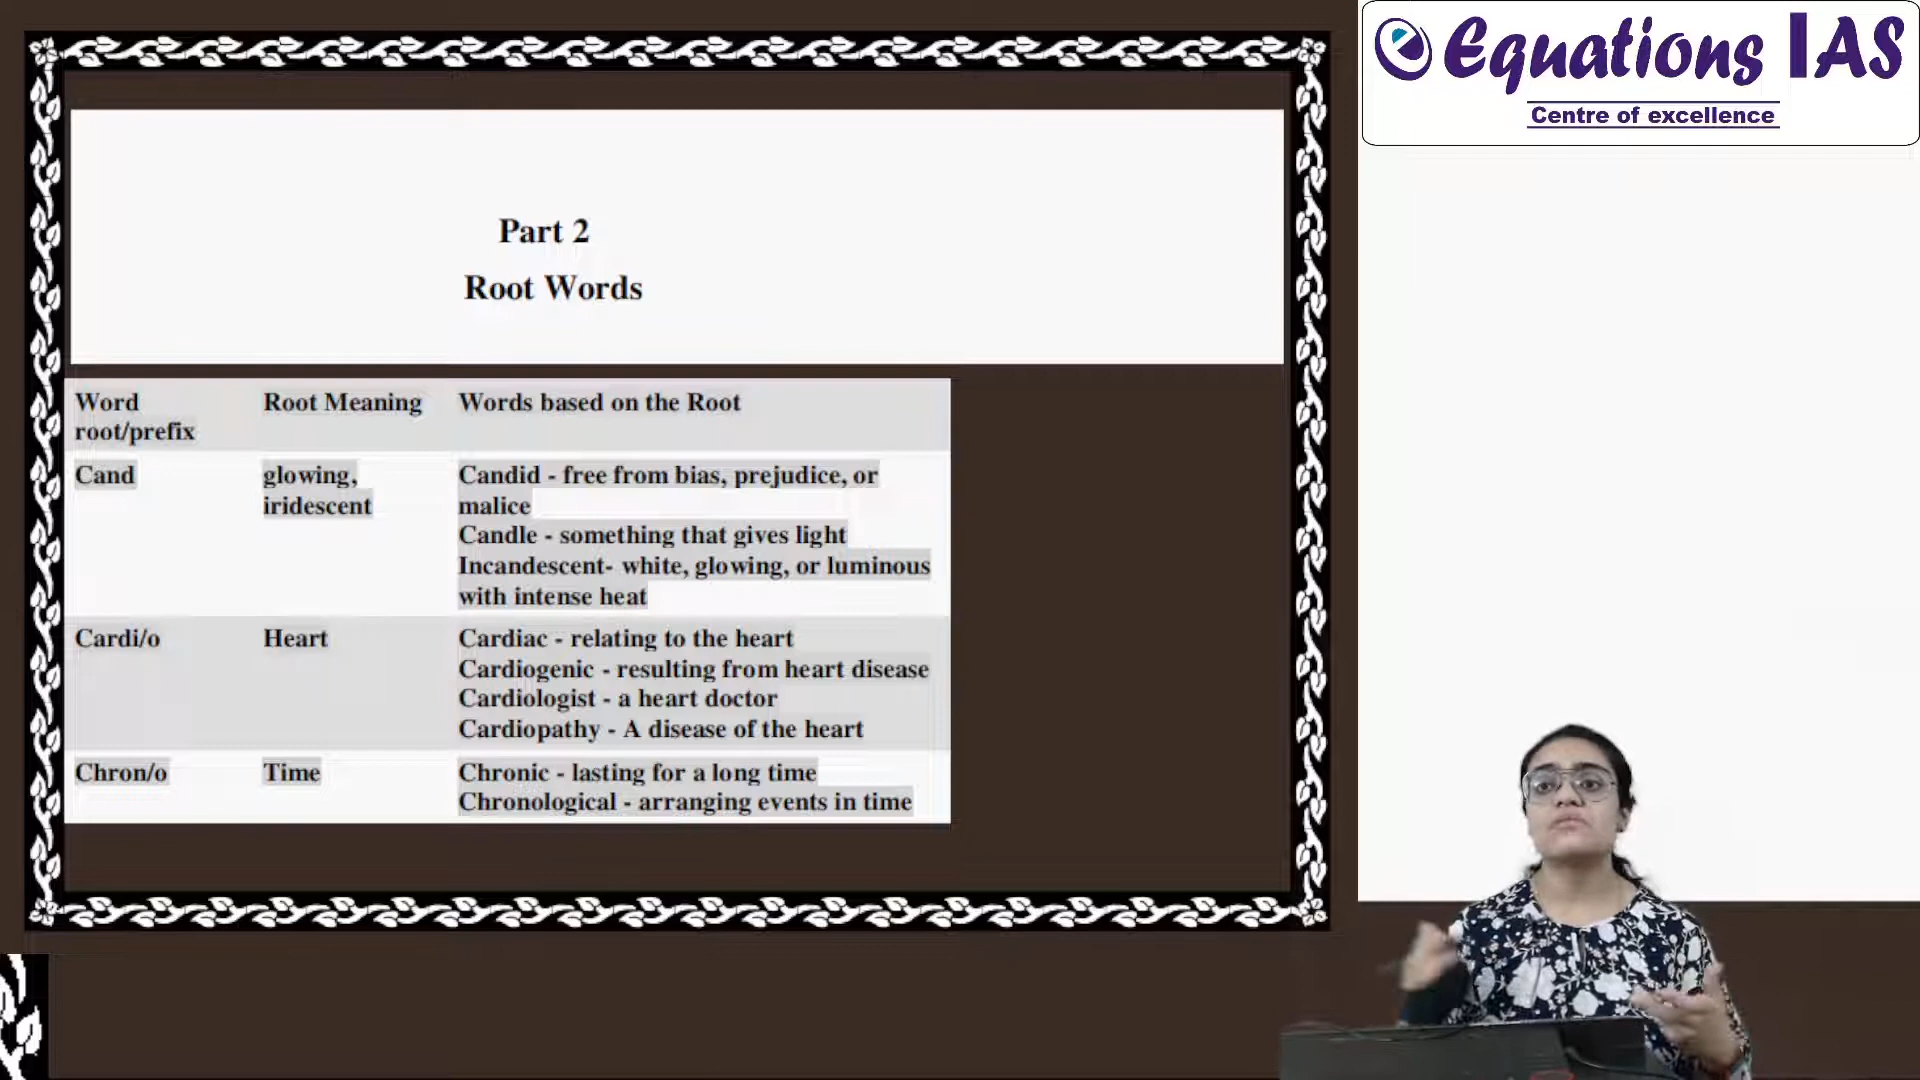 Equations IAS
Centre of excellence
Part 2
Root Words
Word root/prefix
Root Meaning
Words based on the Root
Cand
glowing,
iridescent
Candid - free from bias, prejudice, or
malice
Candle - something that gives light
Incandescent- white, glowing, or luminous
with intense heat
Cardi/o
Heart
Cardiac - relating to the heart
Cardiogenic - resulting from heart disease
Cardiologist - a heart doctor
Cardiopathy - A disease of the heart
Chron/o
Time
Chronic - lasting for a long time
Chronological - arranging events in time